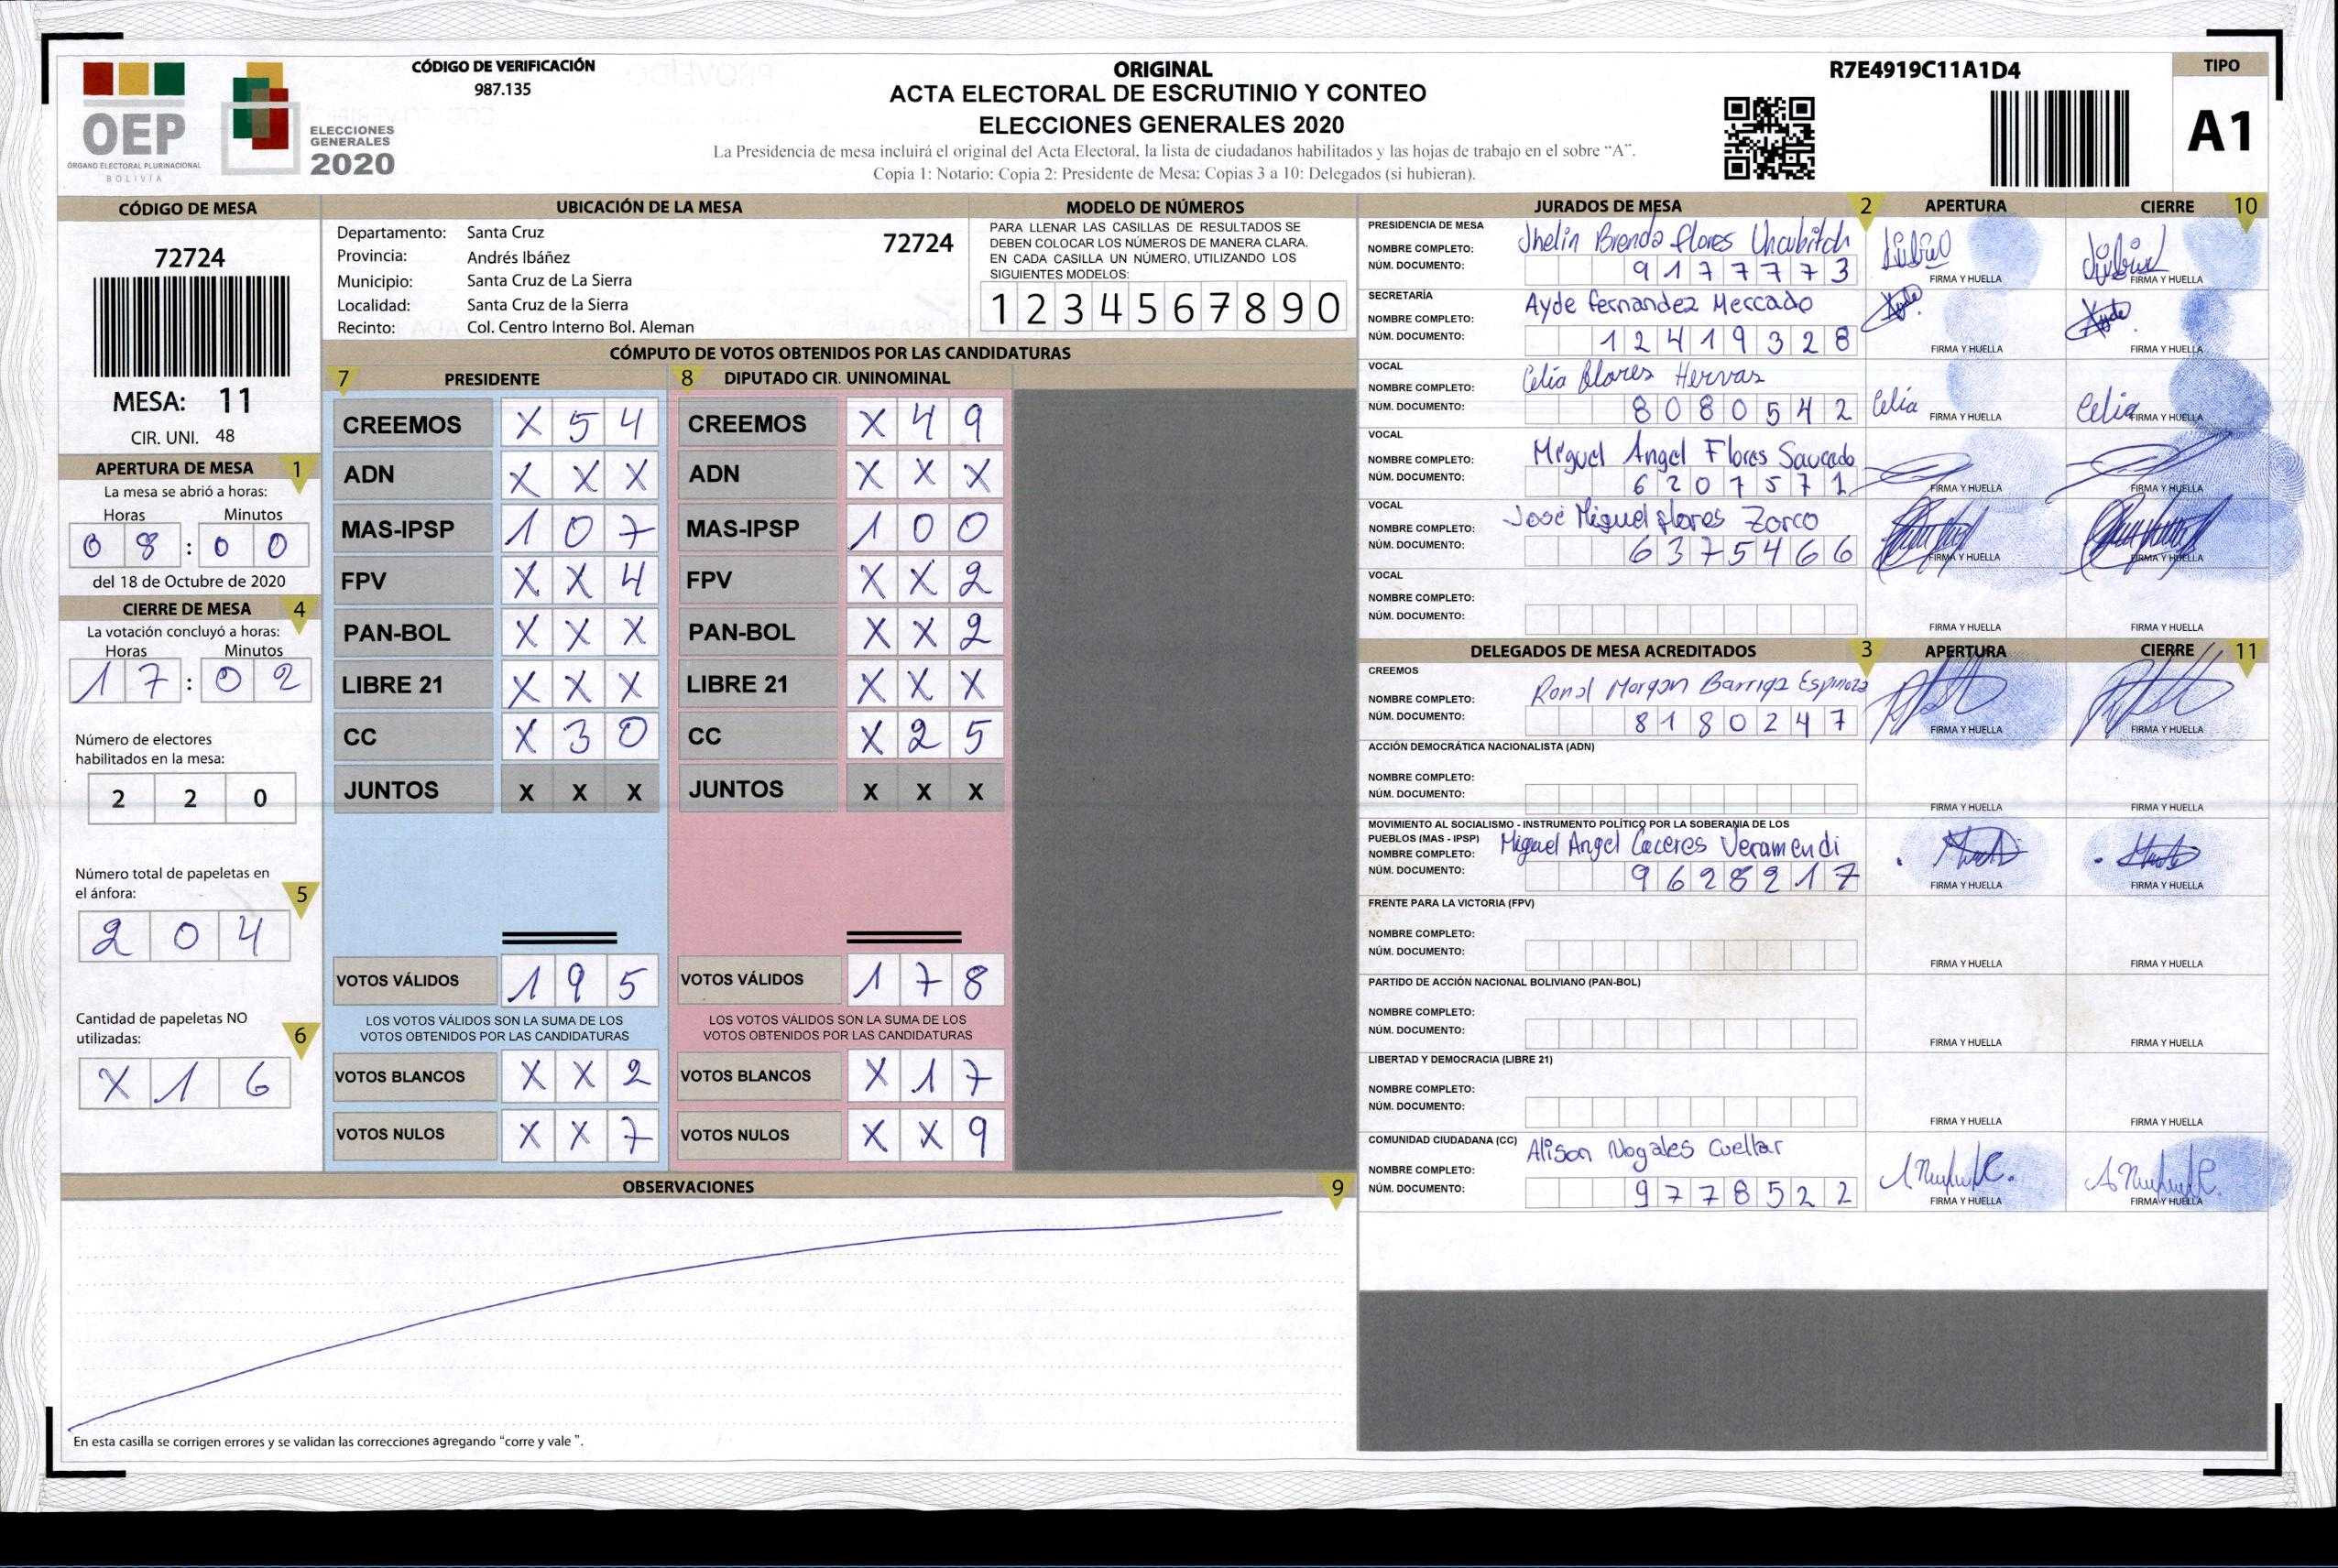 CÓDIGO DE VERIFICACIÓN
987.135
OEP
ÓRGANO ELECTORAL PLURINACIONAL
BOLIVIA
ELECCIONES
GENERALES
2020
ORIGINAL
ACTA ELECTORAL DE ESCRUTINIO Y CONTEO
ELECCIONES GENERALES 2020
La Presidencia de mesa incluirá el original del Acta Electoral, la lista de ciudadanos habilitados y las hojas de trabajo en el sobre “A”.
Copia 1: Notario: Copia 2: Presidente de Mesa: Copias 3 a 10: Delegados (si hubieran).
R7E4919C11A1D4
TIPO
A1
CÓDIGO DE MESA
72724
MESA: 11
CIR. UNI. 48
APERTURA DE MESA 1
La mesa se abrió a horas:
Horas Minutos
08:00
del 18 de Octubre de 2020
CIERRE DE MESA 4
La votación concluyó a horas:
Horas Minutos
17:02
Número de electores
habilitados en la mesa:
2 2 0
Número total de papeletas en
el ánfora: 5
2 0 4
Cantidad de papeletas NO
utilizadas: 6
X 1 6
UBICACIÓN DE LA MESA
Departamento: Santa Cruz 72724
Provincia: Andrés Ibáñez
Municipio: Santa Cruz de La Sierra
Localidad: Santa Cruz de la Sierra
Recinto: Col. Centro Interno Bol. Aleman
MODELO DE NÚMEROS
PARA LLENAR LAS CASILLAS DE RESULTADOS SE
DEBEN COLOCAR LOS NÚMEROS DE MANERA CLARA.
EN CADA CASILLA UN NÚMERO, UTILIZANDO LOS
SIGUIENTES MODELOS:
1 2 3 4 5 6 7 8 9 0
CÓMPUTO DE VOTOS OBTENIDOS POR LAS CANDIDATURAS
7 PRESIDENTE
CREEMOS X 5 4
ADN X X X
MAS-IPSP 1 0 7
FPV X X 4
PAN-BOL X X X
LIBRE 21 X X X
CC X 3 0
JUNTOS X X X
VOTOS VÁLIDOS 1 9 5
LOS VOTOS VÁLIDOS SON LA SUMA DE LOS
VOTOS OBTENIDOS POR LAS CANDIDATURAS
VOTOS BLANCOS X X 2
VOTOS NULOS X X 7
8 DIPUTADO CIR. UNINOMINAL
CREEMOS X 4 9
ADN X X X
MAS-IPSP 1 0 0
FPV X X 2
PAN-BOL X X 2
LIBRE 21 X X X
CC X 2 5
JUNTOS X X X
VOTOS VÁLIDOS 1 7 8
LOS VOTOS VÁLIDOS SON LA SUMA DE LOS
VOTOS OBTENIDOS POR LAS CANDIDATURAS
VOTOS BLANCOS X 1 7
VOTOS NULOS X X 9
OBSERVACIONES 9
En esta casilla se corrigen errores y se validan las correcciones agregando “corre y vale ”.
JURADOS DE MESA 2 APERTURA CIERRE 10
PRESIDENCIA DE MESA
NOMBRE COMPLETO: Jhelin Brenda flores
NÚM. DOCUMENTO: 9177773
FIRMA Y HUELLA FIRMA Y HUELLA
SECRETARÍA
NOMBRE COMPLETO: Ayde fernandez Mercado
NÚM. DOCUMENTO: 12419328
FIRMA Y HUELLA FIRMA Y HUELLA
VOCAL
NOMBRE COMPLETO: Celia flores Hervas
NÚM. DOCUMENTO: 8080542
Celia FIRMA Y HUELLA Celia FIRMA Y HUELLA
VOCAL
NOMBRE COMPLETO: Miguel Angel Flores Saucedo
NÚM. DOCUMENTO: 6207571
FIRMA Y HUELLA FIRMA Y HUELLA
VOCAL
NOMBRE COMPLETO: José Miguel flores Zorco
NÚM. DOCUMENTO: 6375466
FIRMA Y HUELLA FIRMA Y HUELLA
VOCAL
NOMBRE COMPLETO:
NÚM. DOCUMENTO:
FIRMA Y HUELLA FIRMA Y HUELLA
DELEGADOS DE MESA ACREDITADOS 3 APERTURA CIERRE 11
CREEMOS
NOMBRE COMPLETO: Ronal Morgan Barriga Espinoza
NÚM. DOCUMENTO: 8180247
FIRMA Y HUELLA FIRMA Y HUELLA
ACCIÓN DEMOCRÁTICA NACIONALISTA (ADN)
NOMBRE COMPLETO:
NÚM. DOCUMENTO:
FIRMA Y HUELLA FIRMA Y HUELLA
MOVIMIENTO AL SOCIALISMO - INSTRUMENTO POLÍTICO POR LA SOBERANIA DE LOS
PUEBLOS (MAS - IPSP)
NOMBRE COMPLETO: Miguel Angel Caceres Veramendi
NÚM. DOCUMENTO: 9628217
FIRMA Y HUELLA FIRMA Y HUELLA
FRENTE PARA LA VICTORIA (FPV)
NOMBRE COMPLETO:
NÚM. DOCUMENTO:
FIRMA Y HUELLA FIRMA Y HUELLA
PARTIDO DE ACCIÓN NACIONAL BOLIVIANO (PAN-BOL)
NOMBRE COMPLETO:
NÚM. DOCUMENTO:
FIRMA Y HUELLA FIRMA Y HUELLA
LIBERTAD Y DEMOCRACIA (LIBRE 21)
NOMBRE COMPLETO:
NÚM. DOCUMENTO:
FIRMA Y HUELLA FIRMA Y HUELLA
COMUNIDAD CIUDADANA (CC)
NOMBRE COMPLETO: Alison Nogales Cuellar
NÚM. DOCUMENTO: 9778522
FIRMA Y HUELLA FIRMA Y HUELLA